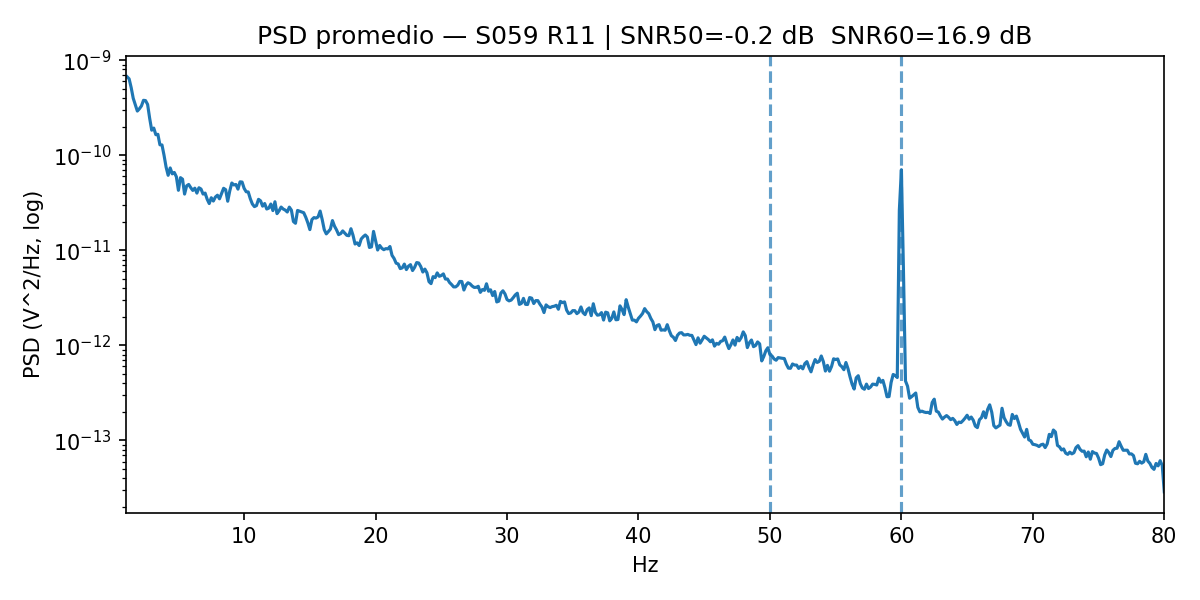 PSD promedio — S059 R11 | SNR50=-0.2 dB  SNR60=16.9 dB
PSD (V^2/Hz, log)
10⁻⁹
10⁻¹⁰
10⁻¹¹
10⁻¹²
10⁻¹³
10 20 30 40 50 60 70 80
Hz